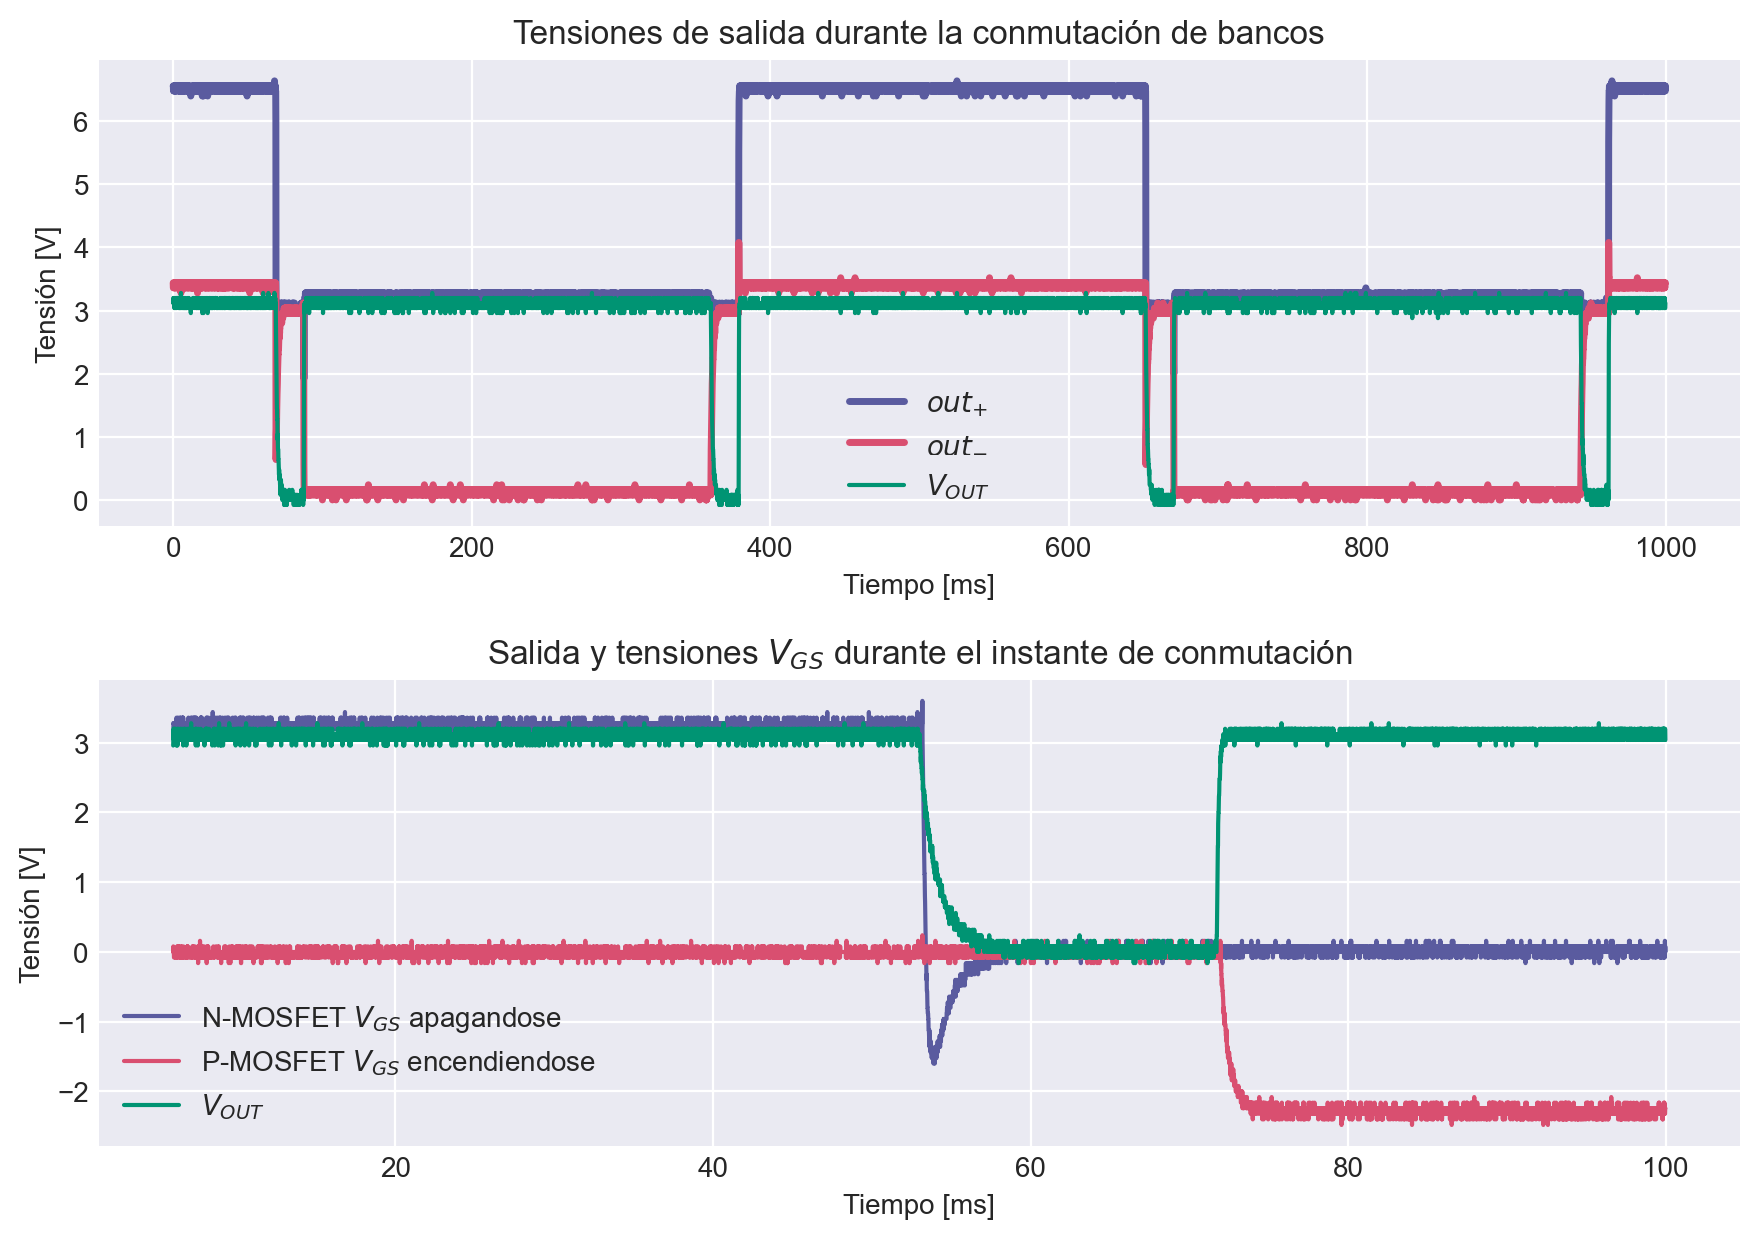 Tensiones de salida durante la conmutación de bancos
Tensión [V]
6
5
4
3
2
1
0
out+
out−
VOUT
0 200 400 600 800 1000
Tiempo [ms]
Salida y tensiones VGS durante el instante de conmutación
Tensión [V]
3
2
1
0
−1
−2
N-MOSFET VGS apagandose
P-MOSFET VGS encendiendose
VOUT
20 40 60 80 100
Tiempo [ms]